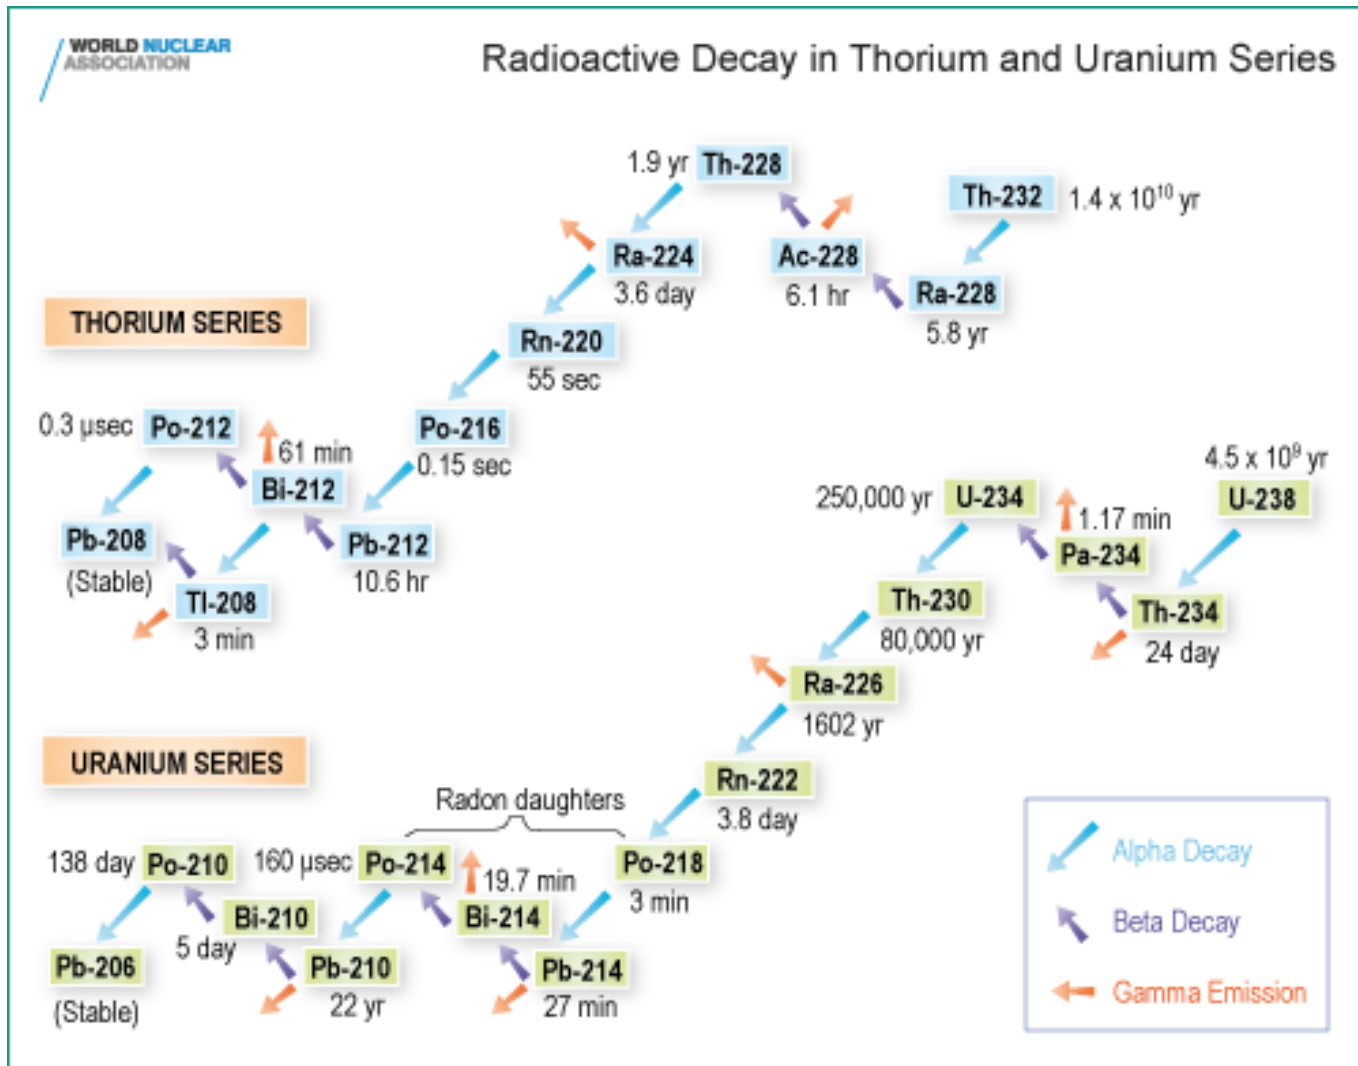 WORLD NUCLEAR
ASSOCIATION
Radioactive Decay in Thorium and Uranium Series
1.9 yr Th-228
Th-232 1.4 x 10¹⁰ yr
Ra-224
3.6 day
Ac-228
6.1 hr
Ra-228
5.8 yr
THORIUM SERIES
Rn-220
55 sec
0.3 µsec Po-212
Po-216
0.15 sec
61 min
Bi-212
Pb-208
(Stable)
Pb-212
10.6 hr
Tl-208
3 min
4.5 x 10⁹ yr
U-238
250,000 yr U-234
1.17 min
Pa-234
Th-230
80,000 yr
Th-234
24 day
Ra-226
1602 yr
URANIUM SERIES
Rn-222
3.8 day
Radon daughters
138 day Po-210
160 µsec Po-214
19.7 min
Po-218
3 min
Bi-210
5 day
Bi-214
Pb-206
(Stable)
Pb-210
22 yr
Pb-214
27 min
Alpha Decay
Beta Decay
Gamma Emission